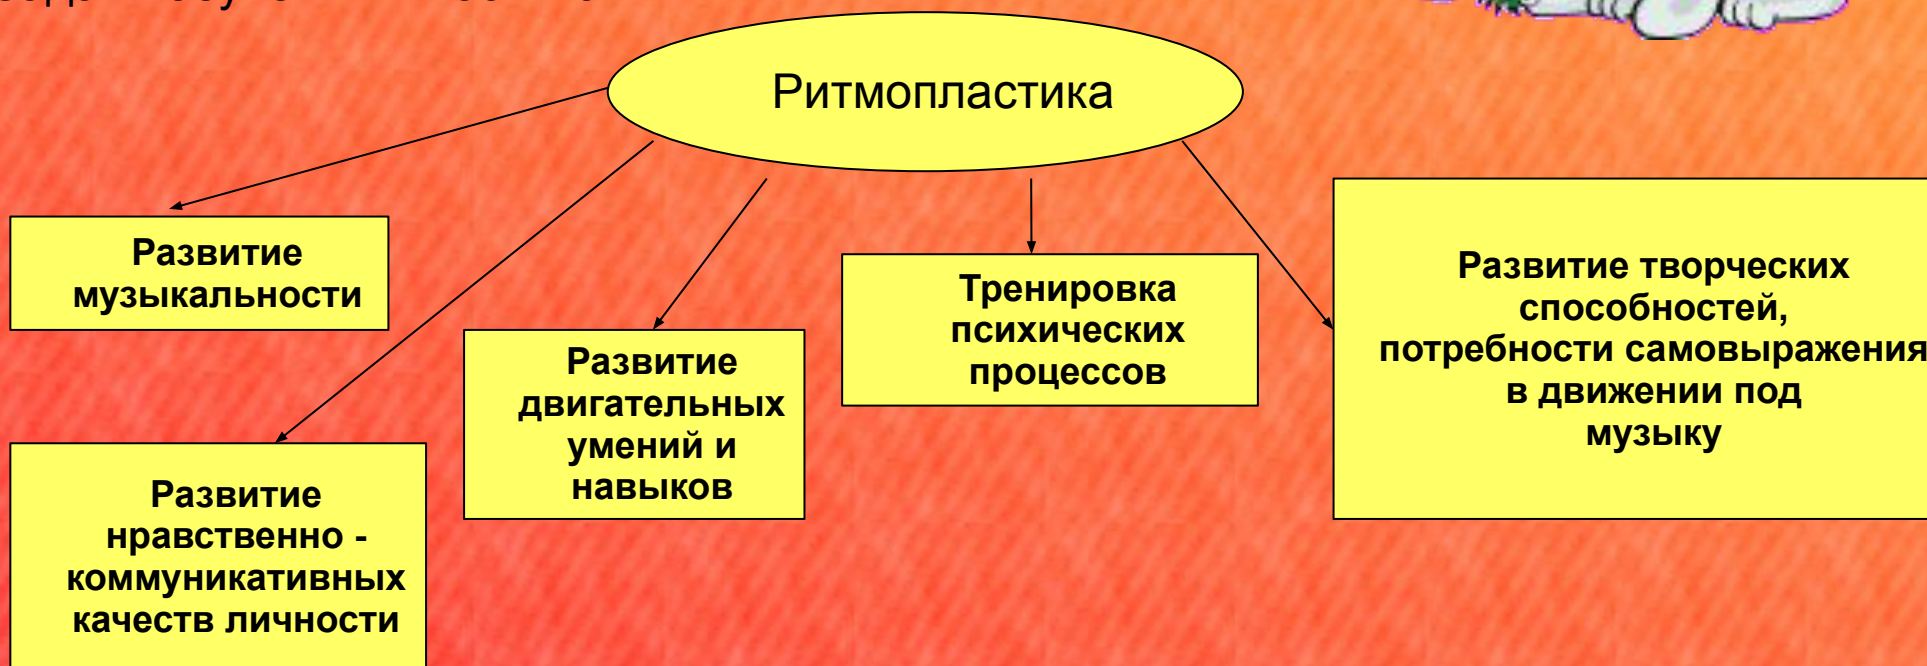 Ритмопластика
Развитие
музыкальности
Развитие
нравственно -
коммуникативных
качеств личности
Развитие
двигательных
умений и
навыков
Тренировка
психических
процессов
Развитие творческих
способностей,
потребности самовыражения
в движении под
музыку